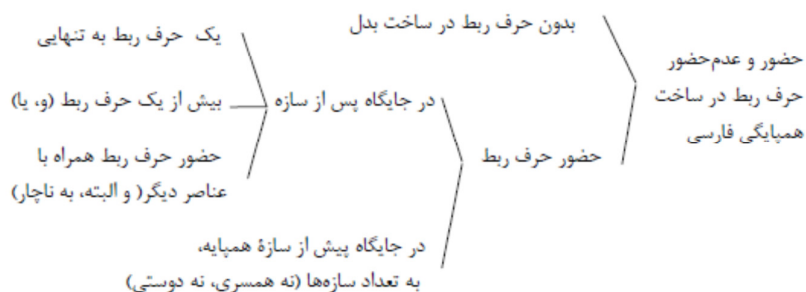 حضور و عدم‌حضور
حرف ربط در ساخت
همپایگی فارسی
بدون حرف ربط در ساخت بدل
حضور حرف ربط
در جایگاه پس از سازه
یک حرف ربط به تنهایی
بیش از یک حرف ربط (و، یا)
حضور حرف ربط همراه با
عناصر دیگر( و البته، به ناچار)
در جایگاه پیش از سازهٔ همپایه،
به تعداد سازه‌ها (نه همسری، نه دوستی)